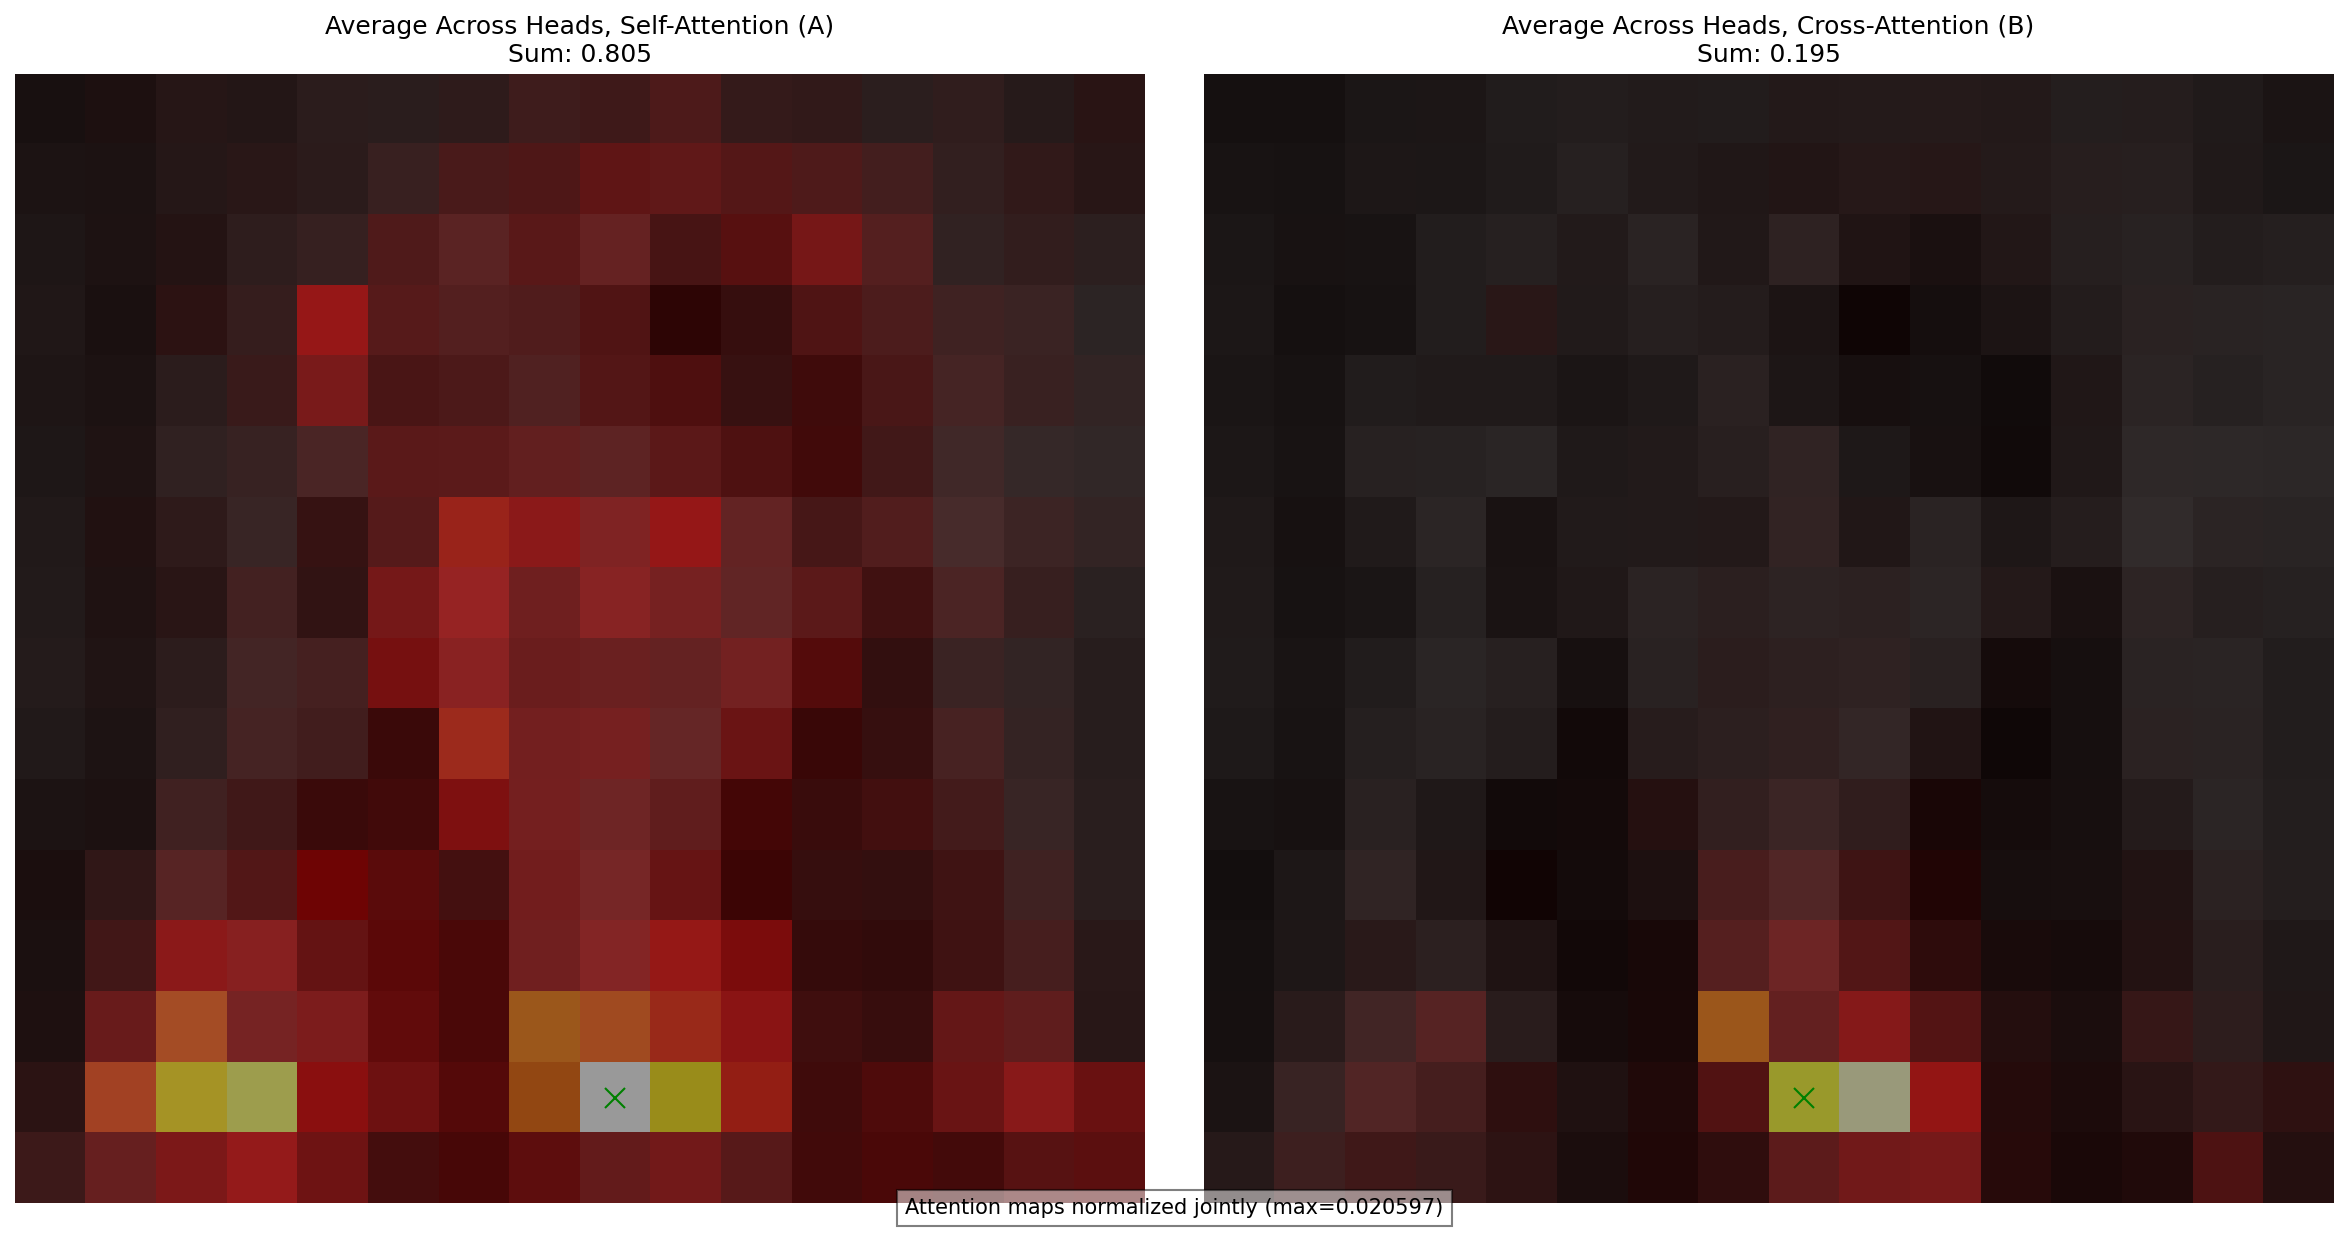 Average Across Heads, Self-Attention (A)
Sum: 0.805
Average Across Heads, Cross-Attention (B)
Sum: 0.195
Attention maps normalized jointly (max=0.020597)